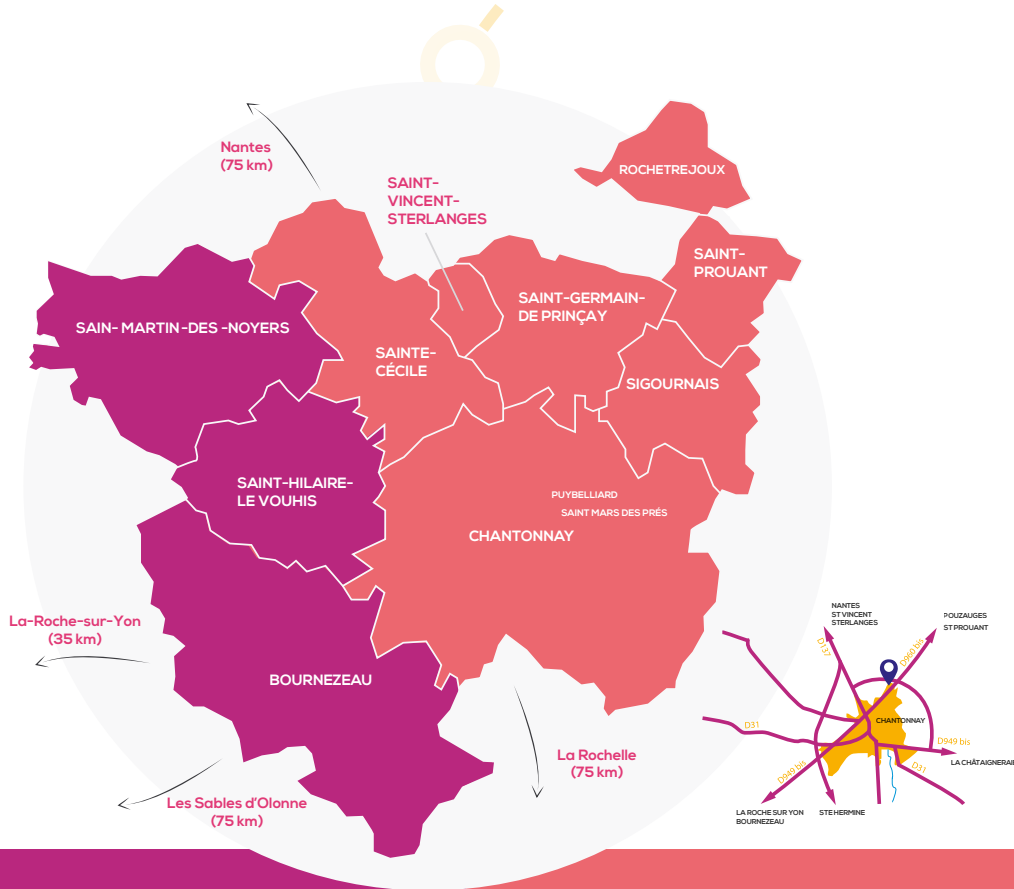 Nantes
(75 km)
SAINT-
VINCENT-
STERLANGES
ROCHETREJOUX
SAINT-
PROUANT
SAINT-GERMAIN-
DE PRINÇAY
SAIN- MARTIN -DES -NOYERS
SAINTE-
CÉCILE
SIGOURNAIS
SAINT-HILAIRE-
LE VOUHIS
PUYBELLIARD
SAINT MARS DES PRÉS
CHANTONNAY
La-Roche-sur-Yon
(35 km)
BOURNEZEAU
La Rochelle
(75 km)
Les Sables d'Olonne
(75 km)
NANTES
ST VINCENT
STERLANGES
POUZAUGES
ST PROUANT
D137
D960 bis
CHANTONNAY
D31
D949 bis
LA CHÂTAIGNERAIE
D31
D949 bis
LA ROCHE SUR YON
BOURNEZEAU
STE HERMINE